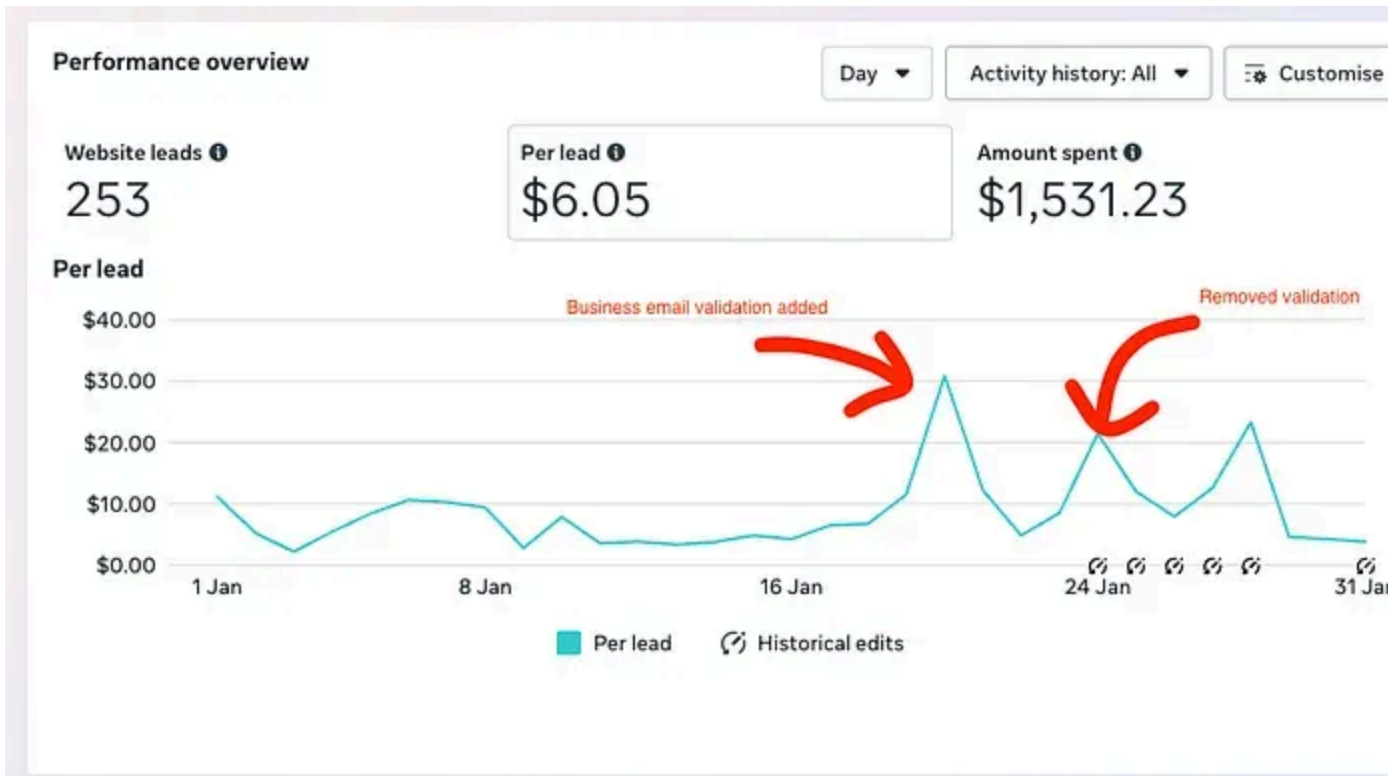 Performance overview
Day
Activity history: All
Customise
Website leads
253
Per lead
$6.05
Amount spent
$1,531.23
Per lead
Business email validation added
Removed validation
$40.00
$30.00
$20.00
$10.00
$0.00
1 Jan
8 Jan
16 Jan
24 Jan
31 Jan
Per lead
Historical edits